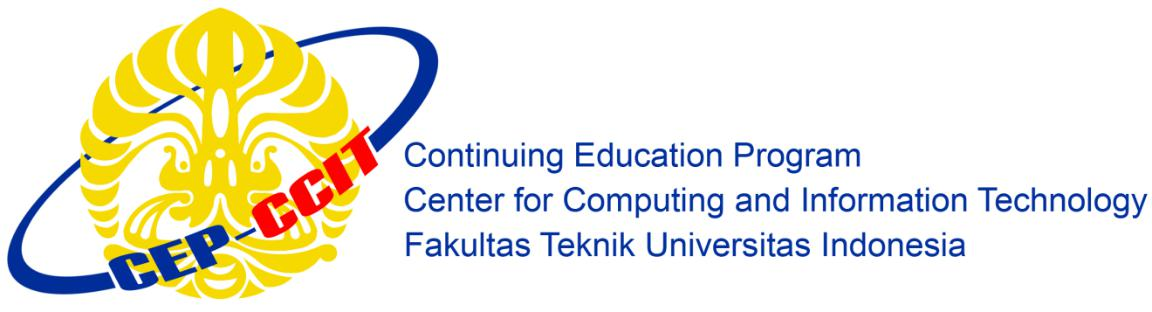 CEP-CCIT
Continuing Education Program
Center for Computing and Information Technology
Fakultas Teknik Universitas Indonesia